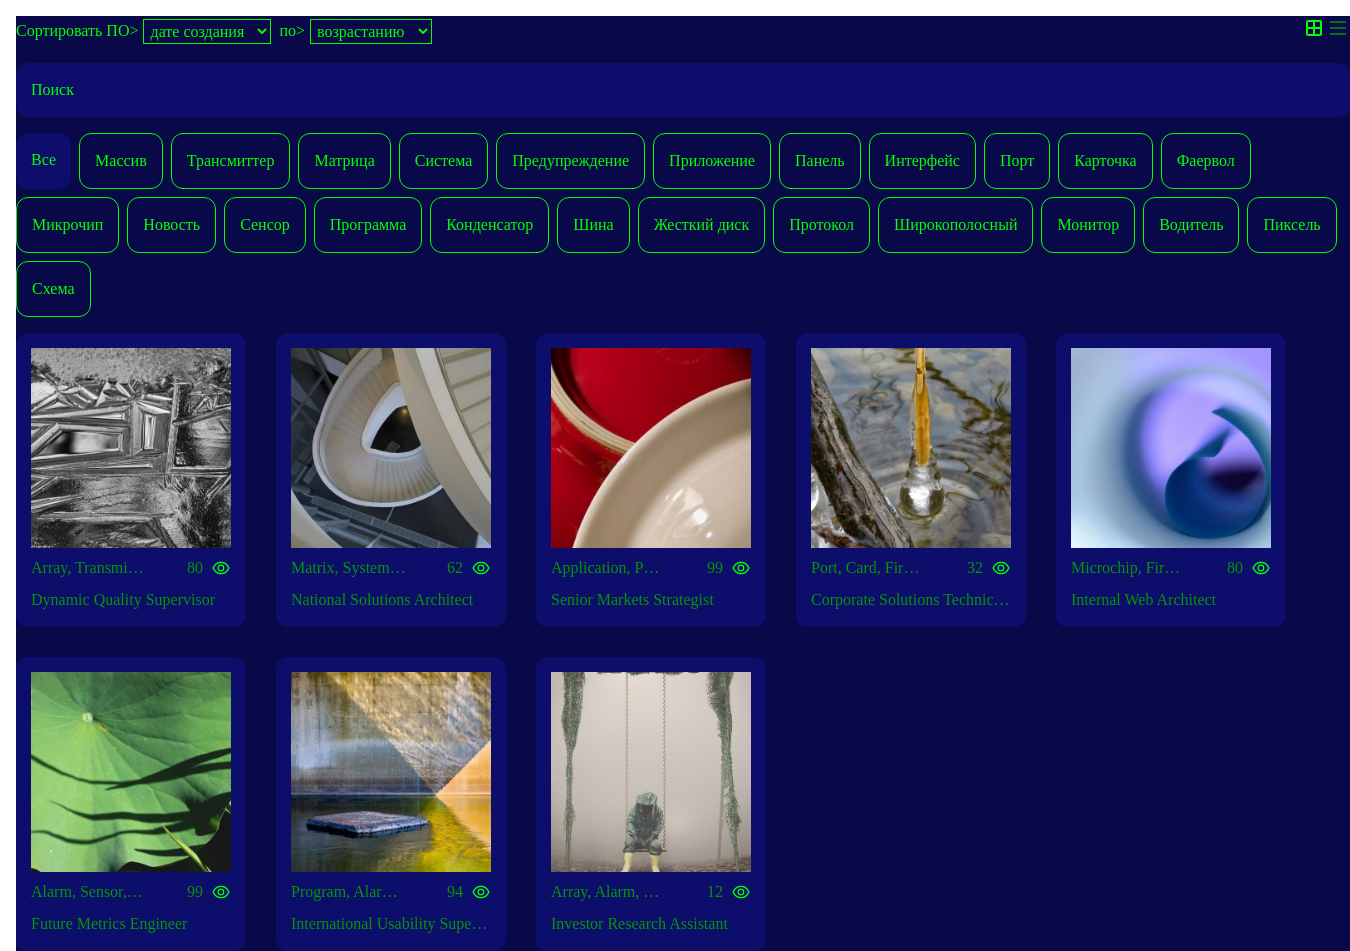 Сортировать ПО> дате создания по> возрастанию
Поиск
Все Массив Трансмиттер Матрица Система Предупреждение Приложение Панель Интерфейс Порт Карточка Фаервол
Микрочип Новость Сенсор Программа Конденсатор Шина Жесткий диск Протокол Широкополосный Монитор Водитель Пиксель
Схема
Array, Transmi… 80 Matrix, System… 62 Application, P… 99 Port, Card, Fir… 32 Microchip, Fir… 80
Dynamic Quality Supervisor National Solutions Architect Senior Markets Strategist Corporate Solutions Technic… Internal Web Architect
Alarm, Sensor,… 99 Program, Alar… 94 Array, Alarm, … 12
Future Metrics Engineer International Usability Supe… Investor Research Assistant